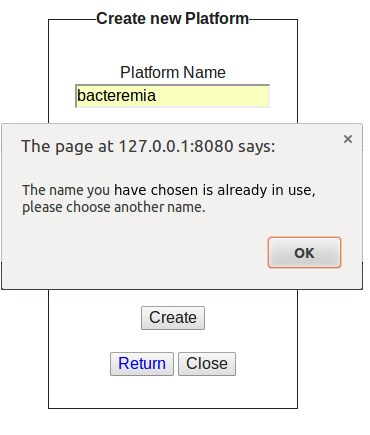 Create new Platform
Platform Name
bacteremia
The page at 127.0.0.1:8080 says:
×
The name you have chosen is already in use,
please choose another name.
OK
Create
Return Close